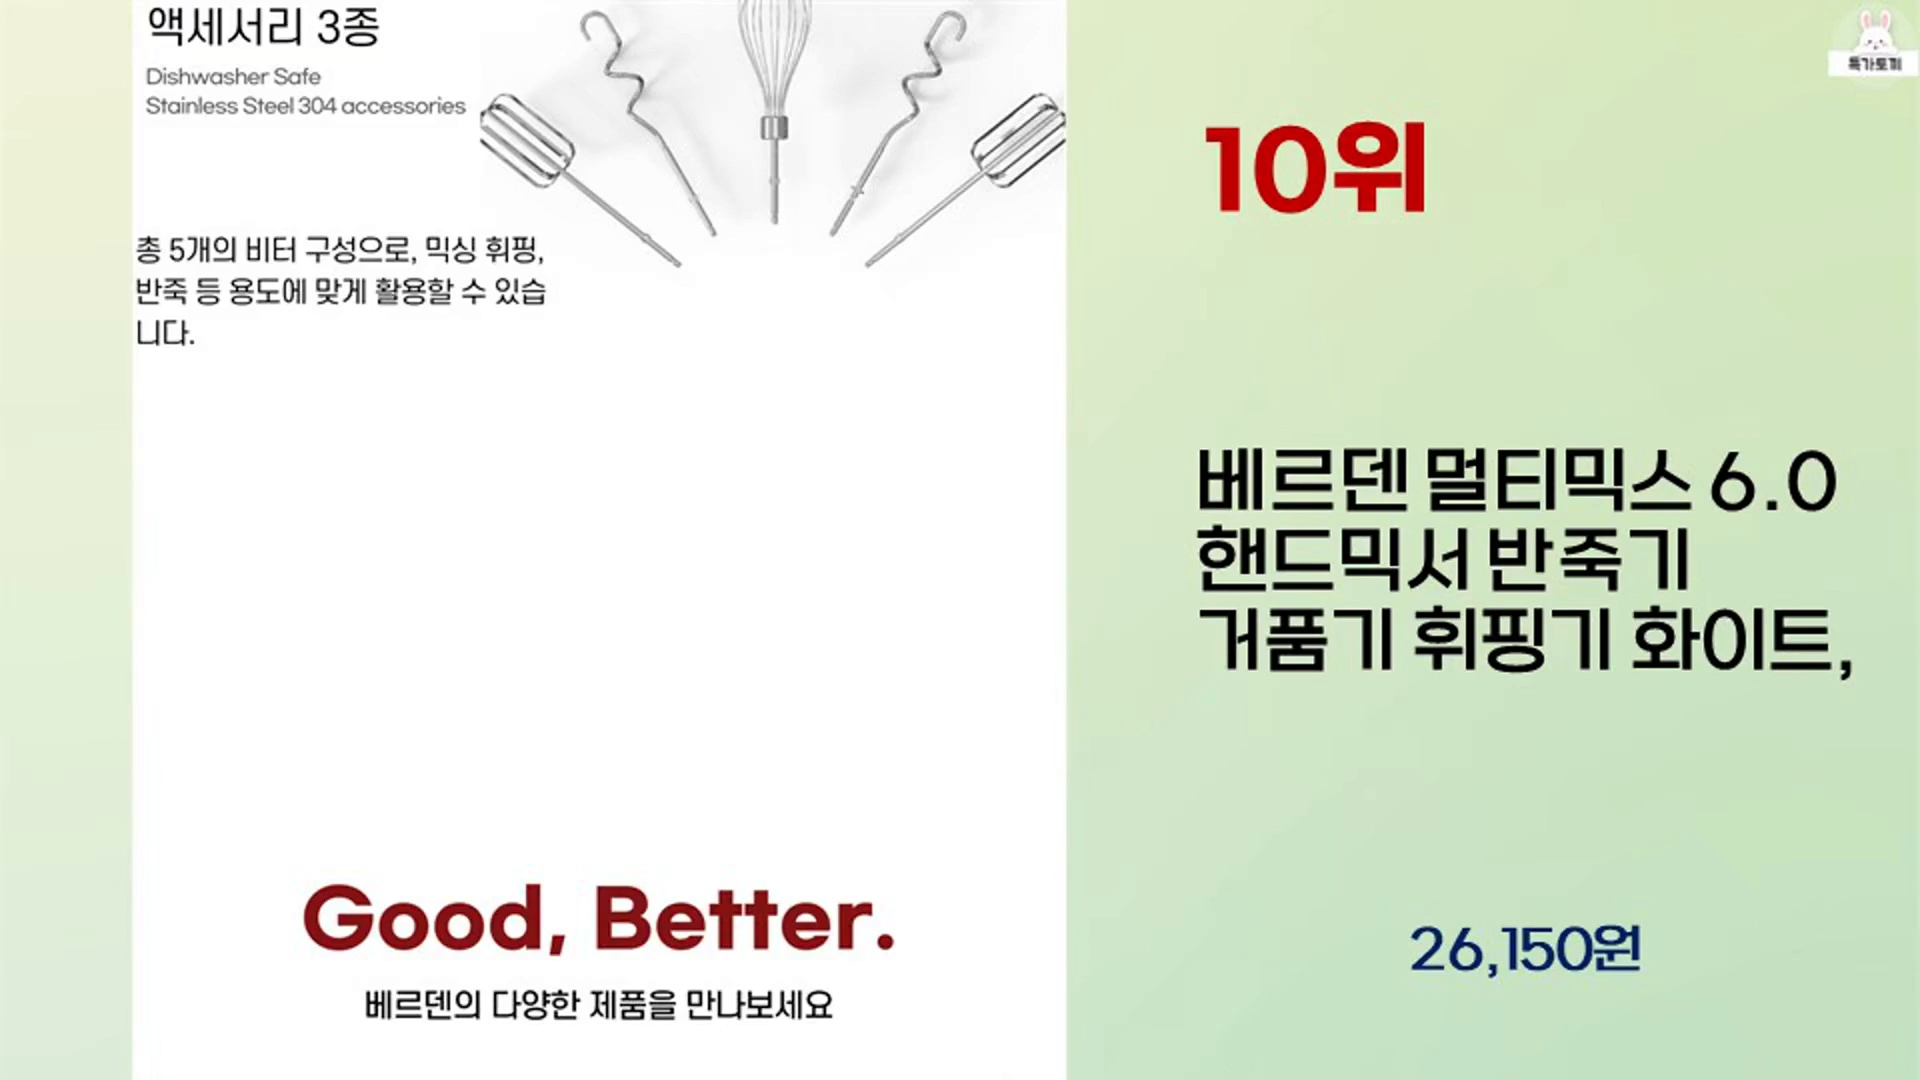 액세서리 3종
Dishwasher Safe
Stainless Steel 304 accessories
총 5개의 비터 구성으로, 믹싱 휘핑,
반죽 등 용도에 맞게 활용할 수 있습
니다.
Good, Better.
베르덴의 다양한 제품을 만나보세요
특가토끼
10위
베르덴 멀티믹스 6.0
핸드믹서 반죽기
거품기 휘핑기 화이트,
26,150원